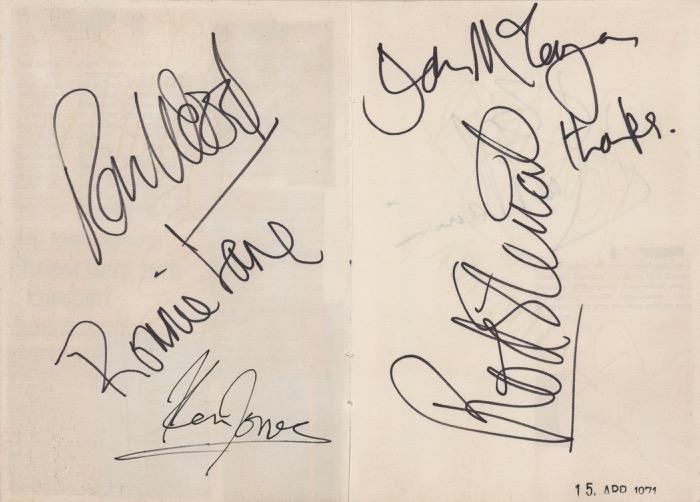 Ron Wood
Ronnie Lane
Ken Jones
Ian McLagan
thanks.
Rod Stewart
15. APR 1971